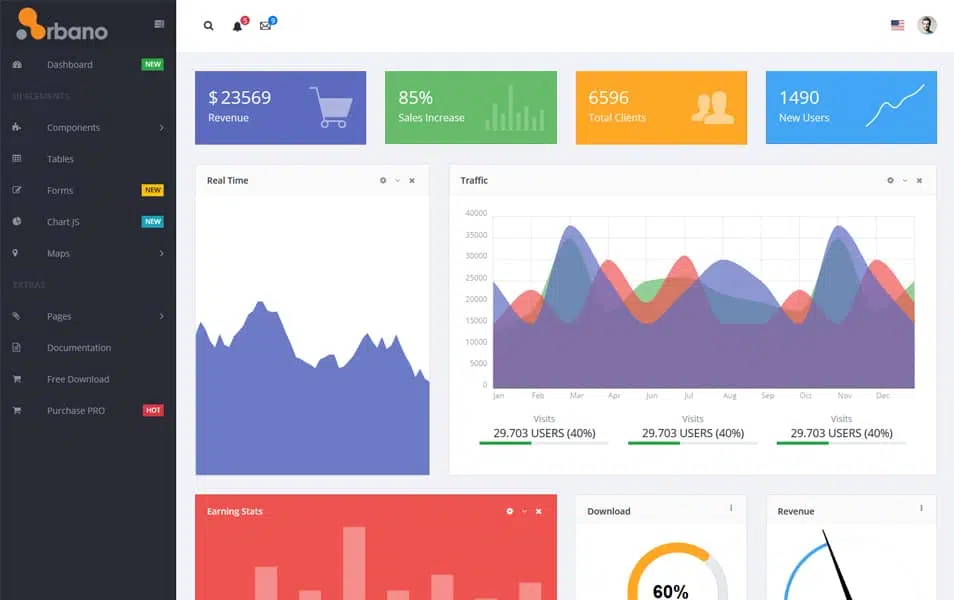 Orbano
5
9
Dashboard NEW
UI ELEMENTS
Components
Tables
Forms NEW
Chart JS NEW
Maps
EXTRAS
Pages
Documentation
Free Download
Purchase PRO HOT
$ 23569
Revenue
85%
Sales Increase
6596
Total Clients
1490
New Users
Real Time
Traffic
40000
35000
30000
25000
20000
15000
10000
5000
0
Jan Feb Mar Apr Jun Jul Aug Sep Oct Nov Dec
Visits
29.703 USERS (40%)
Visits
29.703 USERS (40%)
Visits
29.703 USERS (40%)
Earning Stats
Download
60%
Revenue